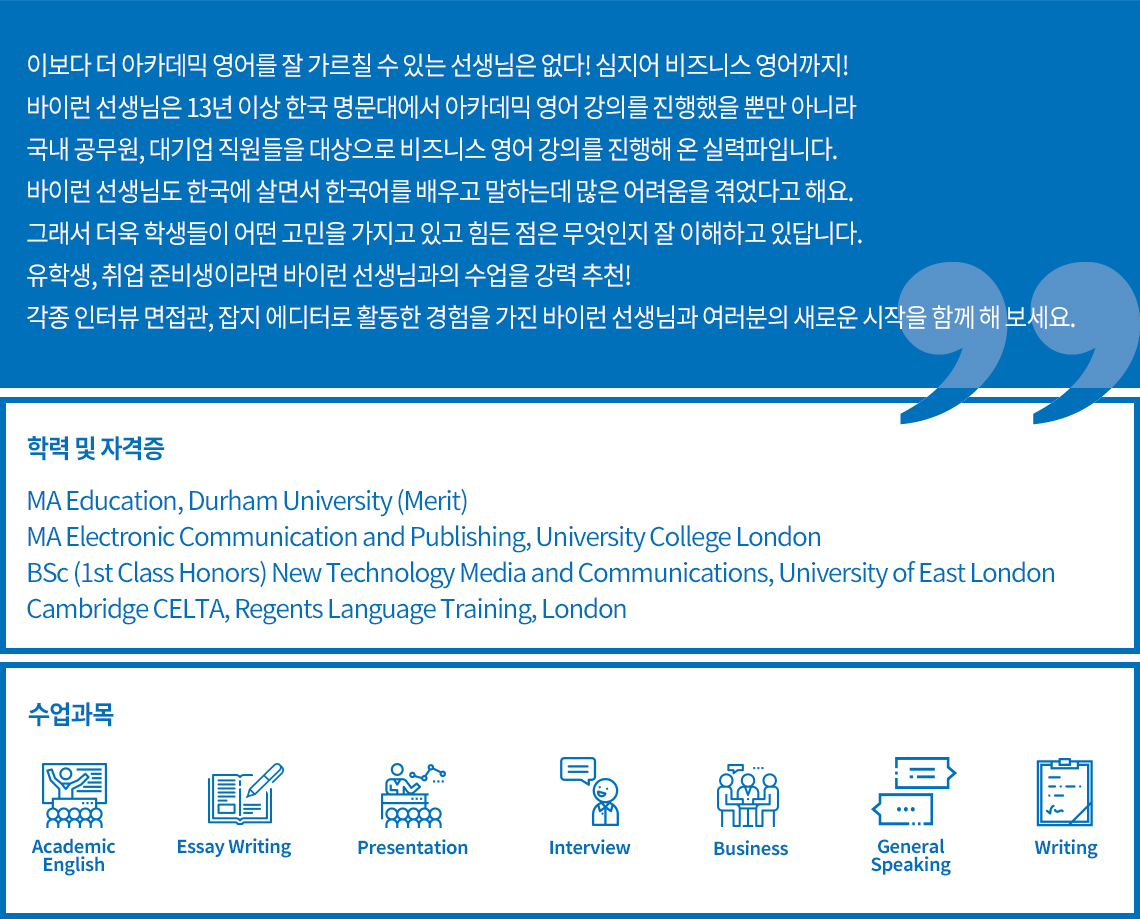 이보다 더 아카데믹 영어를 잘 가르칠 수 있는 선생님은 없다! 심지어 비즈니스 영어까지!
바이런 선생님은 13년 이상 한국 명문대에서 아카데믹 영어 강의를 진행했을 뿐만 아니라
국내 공무원, 대기업 직원들을 대상으로 비즈니스 영어 강의를 진행해 온 실력파입니다.
바이런 선생님도 한국에 살면서 한국어를 배우고 말하는데 많은 어려움을 겪었다고 해요.
그래서 더욱 학생들이 어떤 고민을 가지고 있고 힘든 점은 무엇인지 잘 이해하고 있답니다.
유학생, 취업 준비생이라면 바이런 선생님과의 수업을 강력 추천!
각종 인터뷰 면접관, 잡지 에디터로 활동한 경험을 가진 바이런 선생님과 여러분의 새로운 시작을 함께 해 보세요.
학력 및 자격증
MA Education, Durham University (Merit)
MA Electronic Communication and Publishing, University College London
BSc (1st Class Honors) New Technology Media and Communications, University of East London
Cambridge CELTA, Regents Language Training, London
수업과목
Academic
English
Essay Writing
Presentation
Interview
Business
General
Speaking
Writing